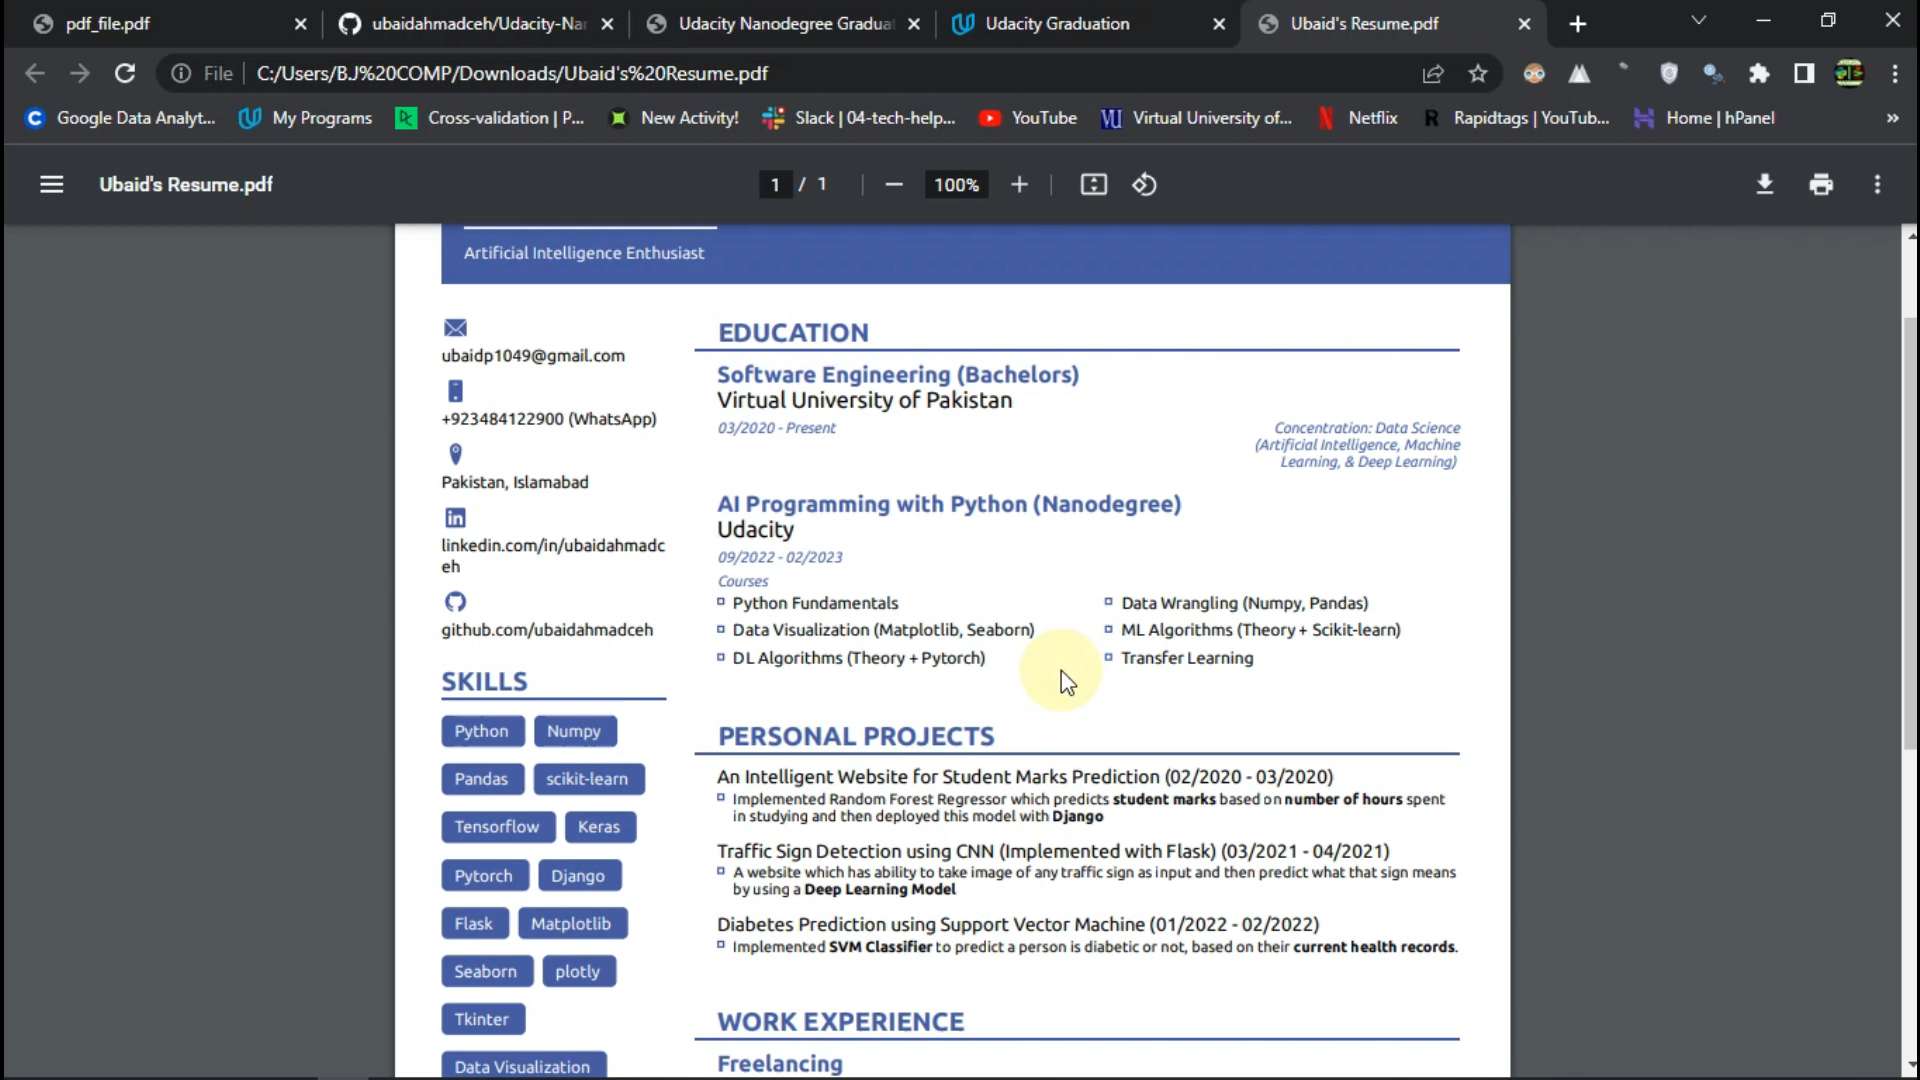 pdf_file.pdf
ubaidahmadceh/Udacity-Nan
Udacity Nanodegree Graduat
Udacity Graduation
Ubaid's Resume.pdf
File
C:/Users/BJ%20COMP/Downloads/Ubaid's%20Resume.pdf
Google Data Analyt...
My Programs
Cross-validation | P...
New Activity!
Slack | 04-tech-help...
YouTube
Virtual University of...
Netflix
Rapidtags | YouTub...
Home | hPanel
»
Ubaid's Resume.pdf
1 / 1
100%
Artificial Intelligence Enthusiast
ubaidp1049@gmail.com
+923484122900 (WhatsApp)
Pakistan, Islamabad
linkedin.com/in/ubaidahmadc
eh
github.com/ubaidahmadceh
SKILLS
Python
Numpy
Pandas
scikit-learn
Tensorflow
Keras
Pytorch
Django
Flask
Matplotlib
Seaborn
plotly
Tkinter
Data Visualization
EDUCATION
Software Engineering (Bachelors)
Virtual University of Pakistan
03/2020 - Present
Concentration: Data Science
(Artificial Intelligence, Machine
Learning, & Deep Learning)
AI Programming with Python (Nanodegree)
Udacity
09/2022 - 02/2023
Courses
Python Fundamentals
Data Wrangling (Numpy, Pandas)
Data Visualization (Matplotlib, Seaborn)
ML Algorithms (Theory + Scikit-learn)
DL Algorithms (Theory + Pytorch)
Transfer Learning
PERSONAL PROJECTS
An Intelligent Website for Student Marks Prediction (02/2020 - 03/2020)
Implemented Random Forest Regressor which predicts student marks based on number of hours spent
in studying and then deployed this model with Django
Traffic Sign Detection using CNN (Implemented with Flask) (03/2021 - 04/2021)
A website which has ability to take image of any traffic sign as input and then predict what that sign means
by using a Deep Learning Model
Diabetes Prediction using Support Vector Machine (01/2022 - 02/2022)
Implemented SVM Classifier to predict a person is diabetic or not, based on their current health records.
WORK EXPERIENCE
Freelancing